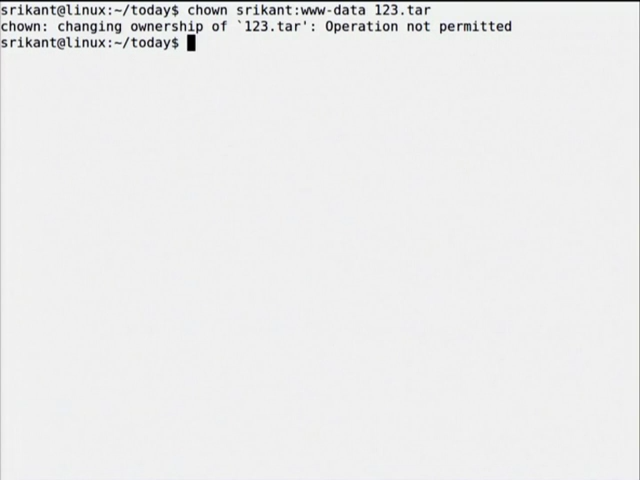 srikant@linux:~/today$ chown srikant:www-data 123.tar
chown: changing ownership of `123.tar': Operation not permitted
srikant@linux:~/today$